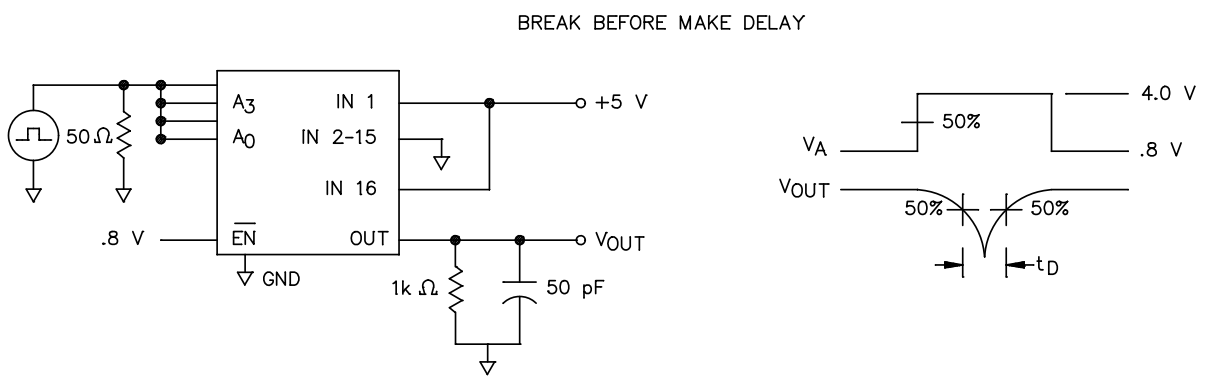 BREAK BEFORE MAKE DELAY
50 Ω
A3
A0
EN
.8 V
GND
IN 1
IN 2-15
IN 16
OUT
+5 V
VOUT
1k Ω
50 pF
VA
50%
4.0 V
.8 V
VOUT
50%
50%
tD